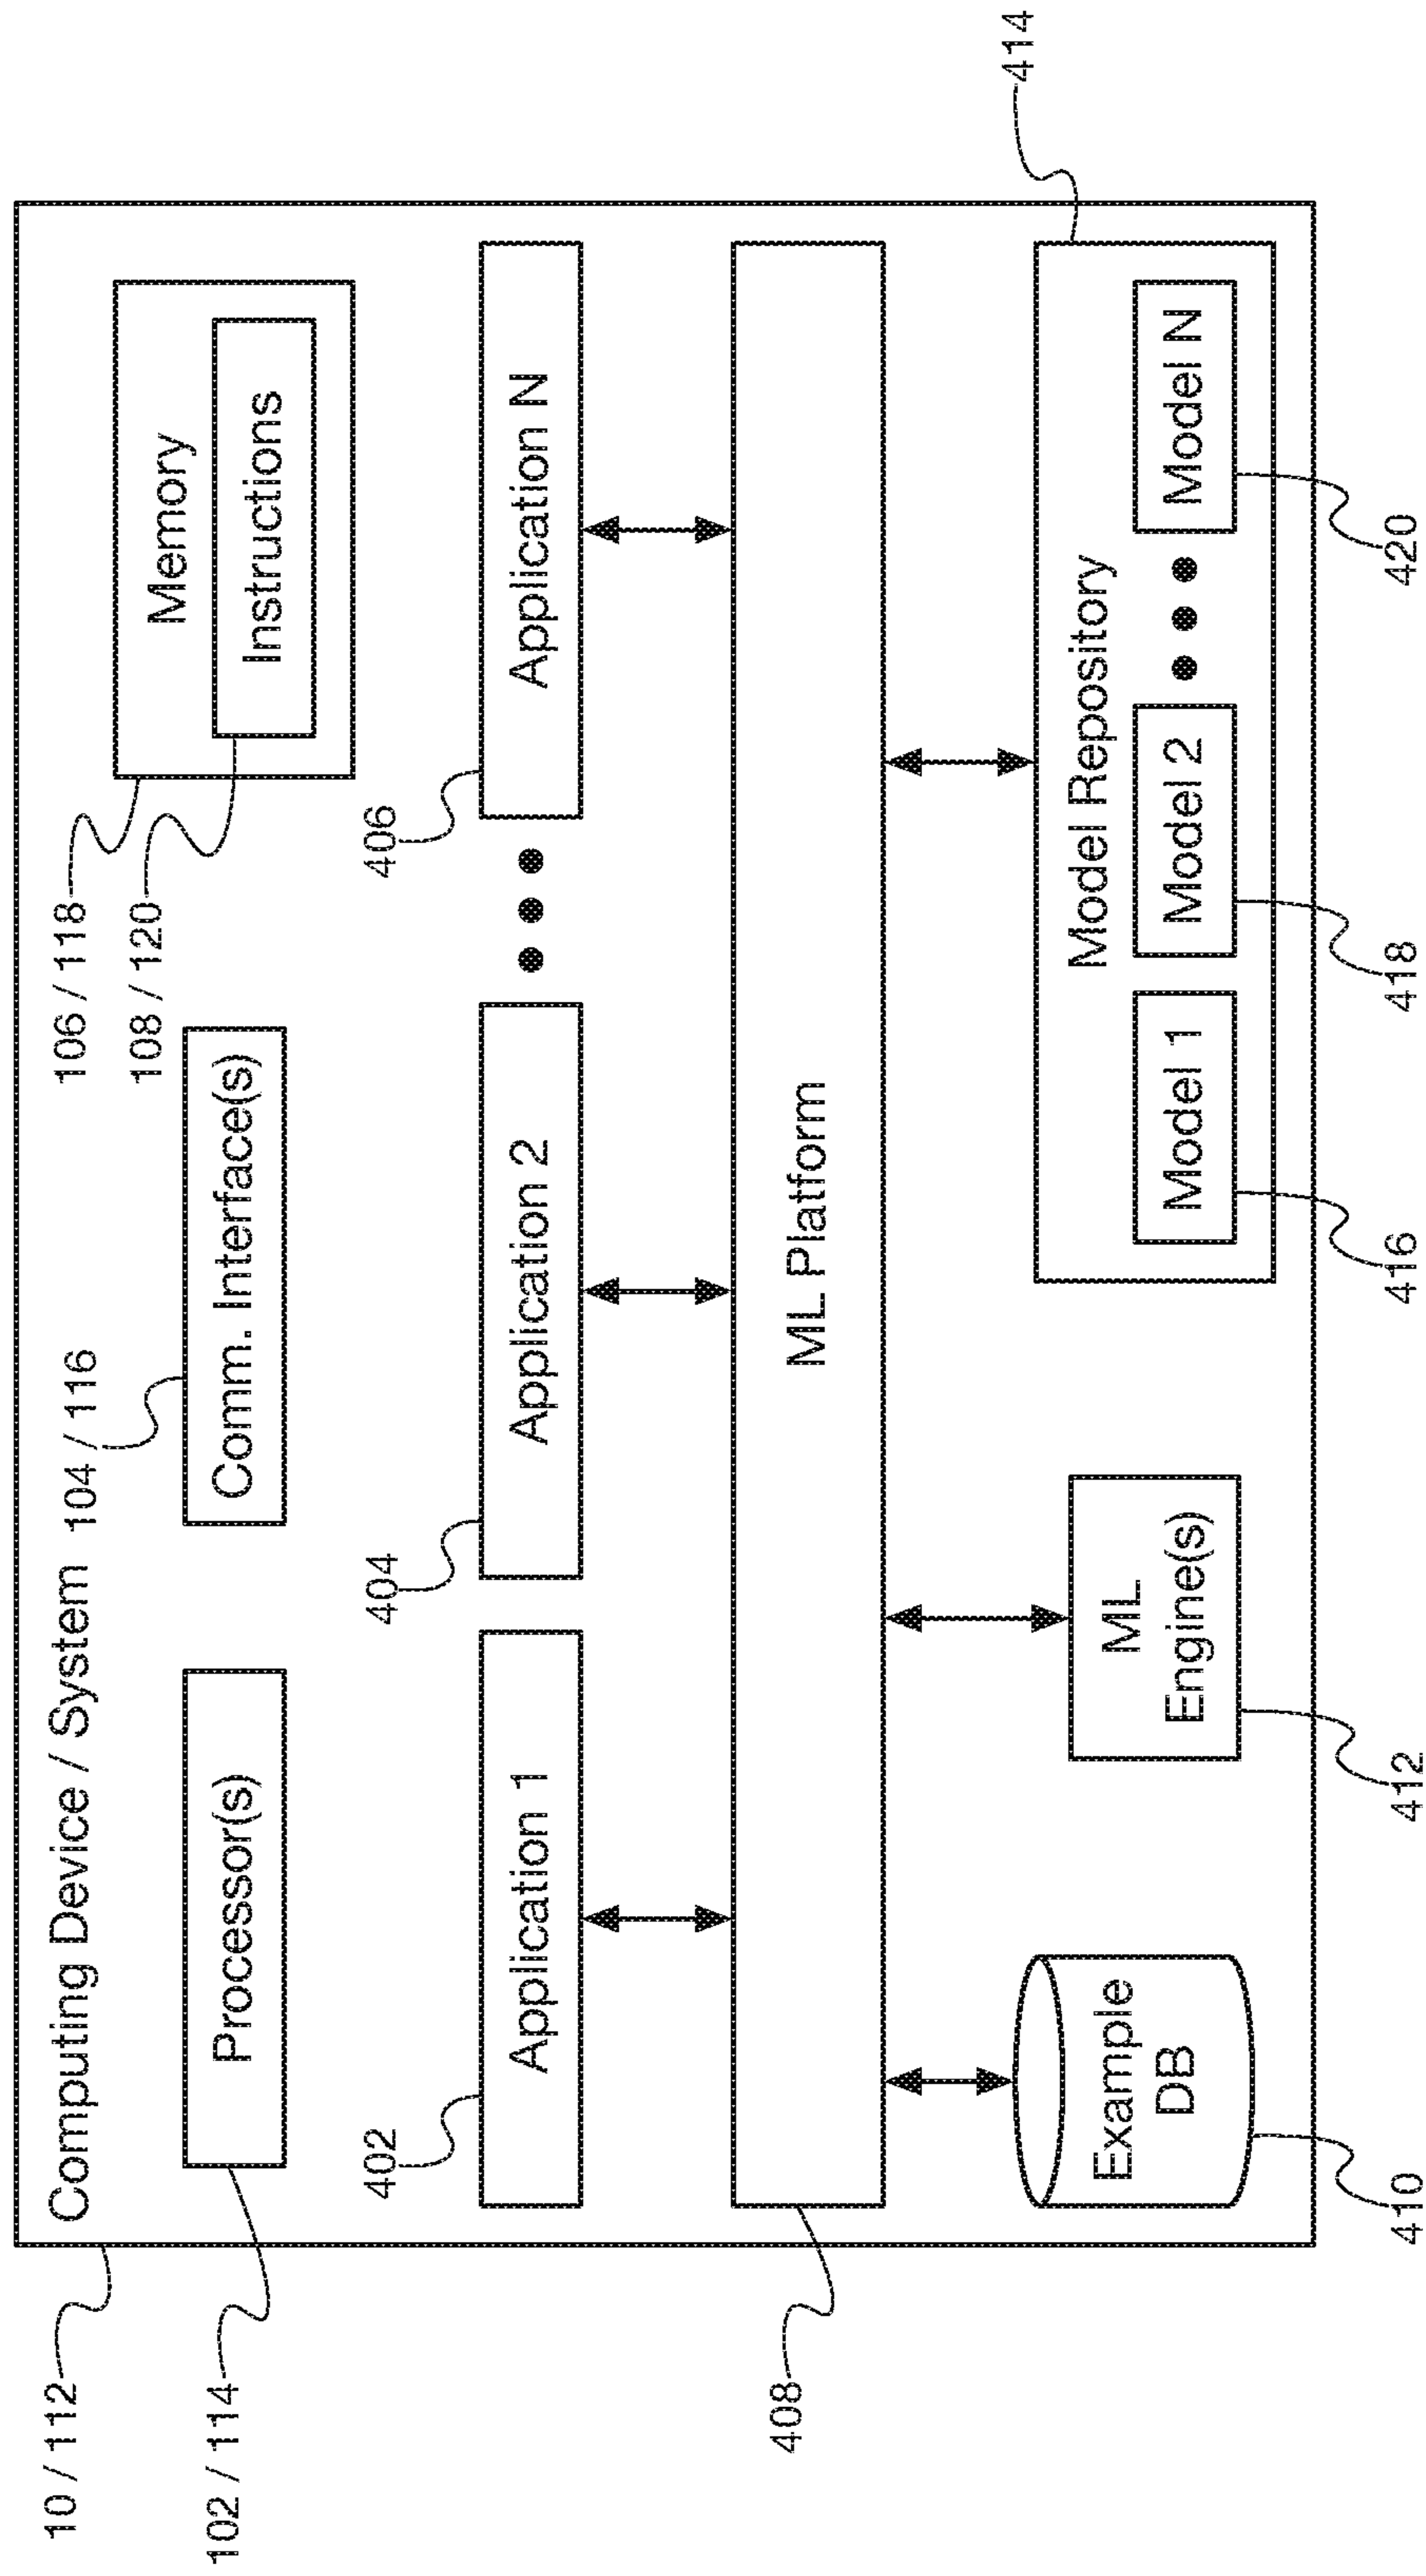 10 / 112
Computing Device / System
104 / 116
106 / 118
108 / 120
102 / 114
Processor(s)
Comm. Interface(s)
Memory
Instructions
402
404
406
Application 1
Application 2
Application N
408
ML Platform
414
Example
DB
ML
Engine(s)
Model Repository
Model 1
Model 2
Model N
410
412
416
418
420